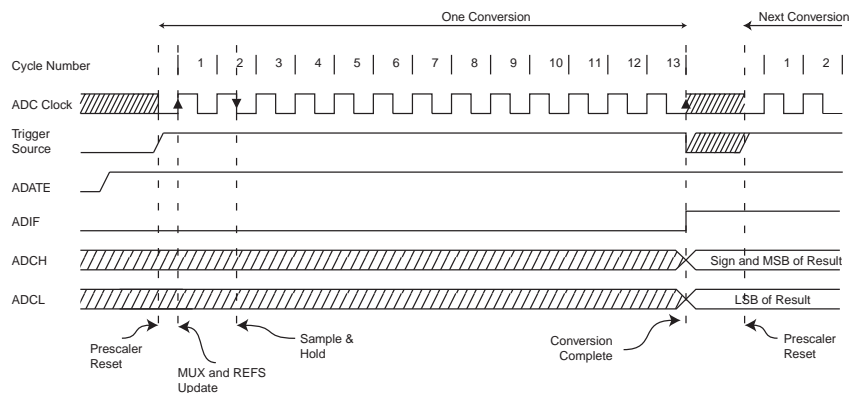 One Conversion
Next Conversion
Cycle Number
1 2 3 4 5 6 7 8 9 10 11 12 13 1 2
ADC Clock
Trigger
Source
ADATE
ADIF
ADCH
Sign and MSB of Result
ADCL
LSB of Result
Prescaler
Reset
MUX and REFS
Update
Sample &
Hold
Conversion
Complete
Prescaler
Reset